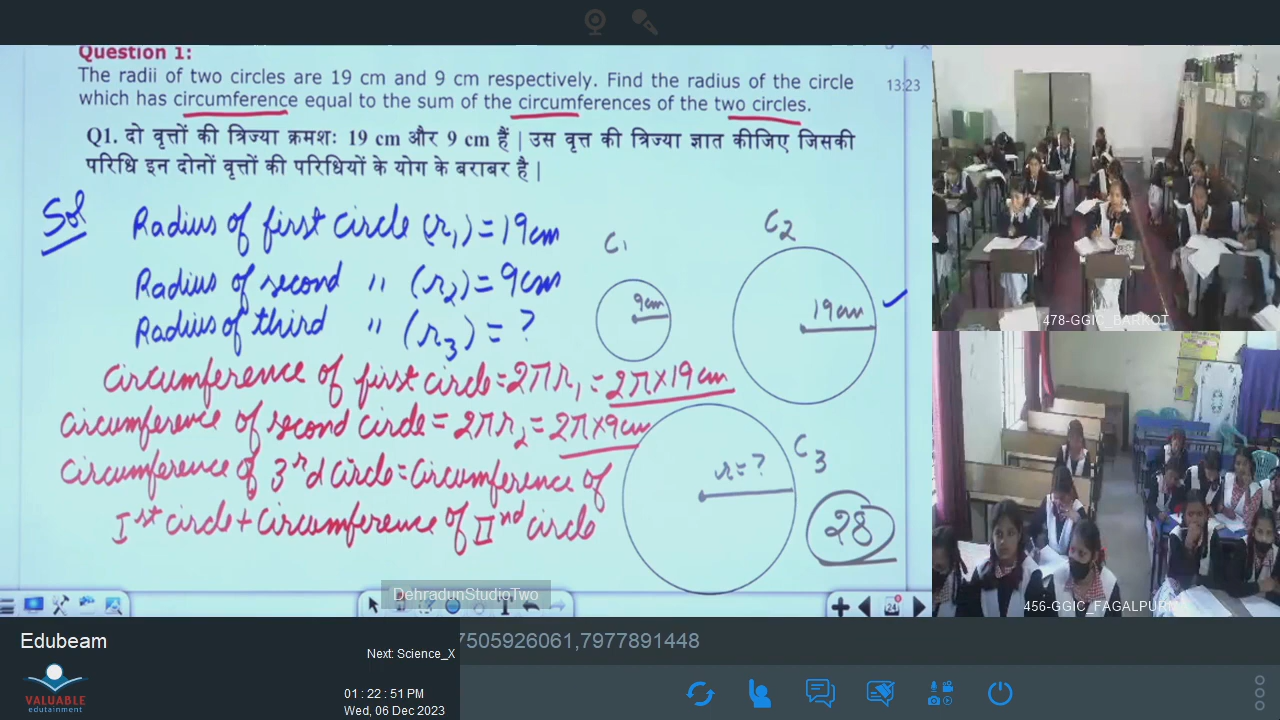 Question 1:
The radii of two circles are 19 cm and 9 cm respectively. Find the radius of the circle
which has circumference equal to the sum of the circumferences of the two circles.
13:23
Q1. दो वृत्तों की त्रिज्या क्रमशः 19 cm और 9 cm हैं | उस वृत्त की त्रिज्या ज्ञात कीजिए जिसकी
परिधि इन दोनों वृत्तों की परिधियों के योग के बराबर है |
Sol
Radius of first circle (r₁) = 19cm
Radius of second " (r₂) = 9cm
Radius of third " (r₃) = ?
Circumference of first circle = 2πr₁ = 2π×19cm
Circumference of second circle = 2πr₂ = 2π×9cm
Circumference of 3rd circle = Circumference of
Ist circle + Circumference of IInd circle
C₁
9cm
C₂
19cm
C₃
r = ?
28
478-GGIC_BARKOT
DehradunStudioTwo
24
Edubeam
7505926061,7977891448
Next: Science_X
VALUABLE
edutainment
01 : 22 : 51 PM
Wed, 06 Dec 2023